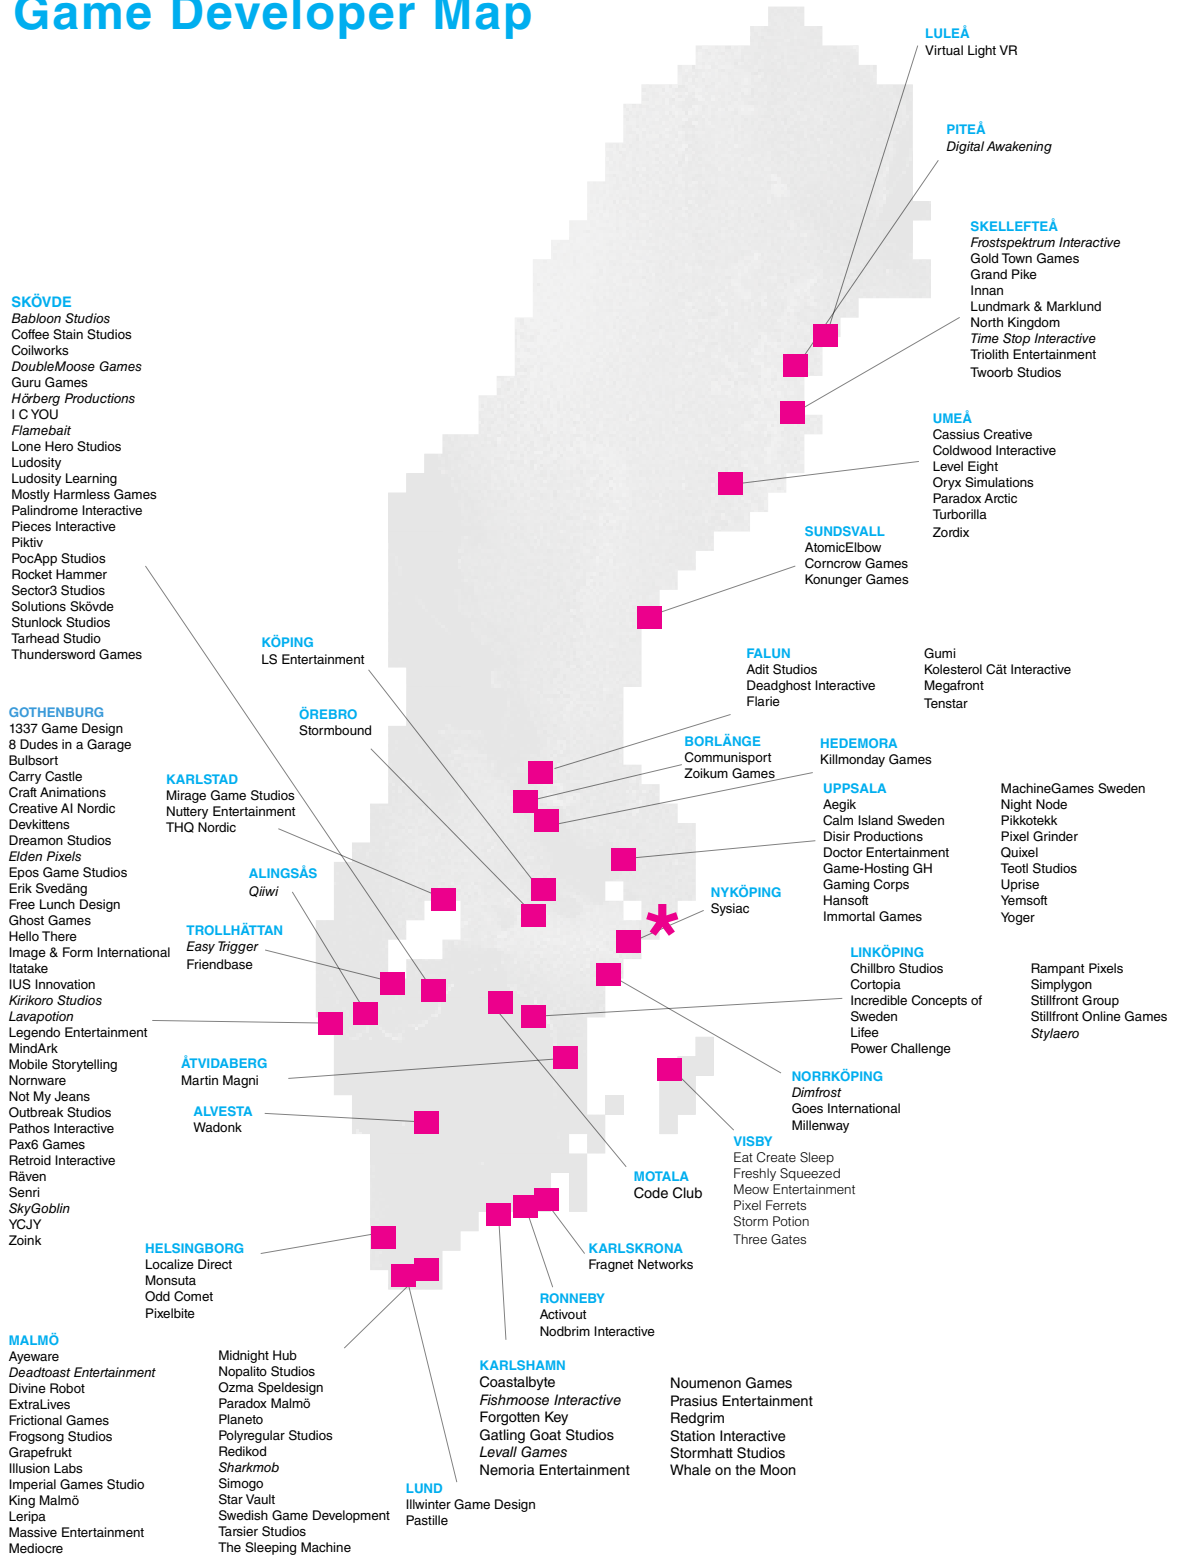 Game Developer Map
LULEÅ
Virtual Light VR
PITEÅ
Digital Awakening
SKELLEFTEÅ
Frostspektrum Interactive
Gold Town Games
Grand Pike
Innan
Lundmark & Marklund
North Kingdom
Time Stop Interactive
Triolith Entertainment
Twoorb Studios
UMEÅ
Cassius Creative
Coldwood Interactive
Level Eight
Oryx Simulations
Paradox Arctic
Turborilla
Zordix
SUNDSVALL
AtomicElbow
Corncrow Games
Konunger Games
SKÖVDE
Babloon Studios
Coffee Stain Studios
Coilworks
DoubleMoose Games
Guru Games
Hörberg Productions
I C YOU
Flamebait
Lone Hero Studios
Ludosity
Ludosity Learning
Mostly Harmless Games
Palindrome Interactive
Pieces Interactive
Piktiv
PocApp Studios
Rocket Hammer
Sector3 Studios
Solutions Skövde
Stunlock Studios
Tarhead Studio
Thundersword Games
KÖPING
LS Entertainment
ÖREBRO
Stormbound
FALUN
Adit Studios
Deadghost Interactive
Flarie
Gumi
Kolesterol Cät Interactive
Megafront
Tenstar
BORLÄNGE
Communisport
Zoikum Games
HEDEMORA
Killmonday Games
UPPSALA
Aegik
Calm Island Sweden
Disir Productions
Doctor Entertainment
Game-Hosting GH
Gaming Corps
Hansoft
Immortal Games
MachineGames Sweden
Night Node
Pikkotekk
Pixel Grinder
Quixel
Teotl Studios
Uprise
Yemsoft
Yoger
GOTHENBURG
1337 Game Design
8 Dudes in a Garage
Bulbsort
Carry Castle
Craft Animations
Creative AI Nordic
Devkittens
Dreamon Studios
Elden Pixels
Epos Game Studios
Erik Svedäng
Free Lunch Design
Ghost Games
Hello There
Image & Form International
Itatake
IUS Innovation
Kirikoro Studios
Lavapotion
Legendo Entertainment
MindArk
Mobile Storytelling
Nornware
Not My Jeans
Outbreak Studios
Pathos Interactive
Pax6 Games
Retroid Interactive
Räven
Senri
SkyGoblin
YCJY
Zoink
KARLSTAD
Mirage Game Studios
Nuttery Entertainment
THQ Nordic
ALINGSÅS
Qiiwi
TROLLHÄTTAN
Easy Trigger
Friendbase
NYKÖPING
Sysiac
*
LINKÖPING
Chillbro Studios
Cortopia
Incredible Concepts of
Sweden
Lifee
Power Challenge
Rampant Pixels
Simplygon
Stillfront Group
Stillfront Online Games
Stylaero
ÅTVIDABERG
Martin Magni
ALVESTA
Wadonk
NORRKÖPING
Dimfrost
Goes International
Millenway
VISBY
Eat Create Sleep
Freshly Squeezed
Meow Entertainment
Pixel Ferrets
Storm Potion
Three Gates
MOTALA
Code Club
HELSINGBORG
Localize Direct
Monsuta
Odd Comet
Pixelbite
KARLSKRONA
Fragnet Networks
RONNEBY
Activout
Nodbrim Interactive
MALMÖ
Ayeware
Deadtoast Entertainment
Divine Robot
ExtraLives
Frictional Games
Frogsong Studios
Grapefrukt
Illusion Labs
Imperial Games Studio
King Malmö
Leripa
Massive Entertainment
Mediocre
Midnight Hub
Nopalito Studios
Ozma Speldesign
Paradox Malmö
Planeto
Polyregular Studios
Redikod
Sharkmob
Simogo
Star Vault
Swedish Game Development
Tarsier Studios
The Sleeping Machine
KARLSHAMN
Coastalbyte
Fishmoose Interactive
Forgotten Key
Gatling Goat Studios
Levall Games
Nemoria Entertainment
Noumenon Games
Prasius Entertainment
Redgrim
Station Interactive
Stormhatt Studios
Whale on the Moon
LUND
Illwinter Game Design
Pastille